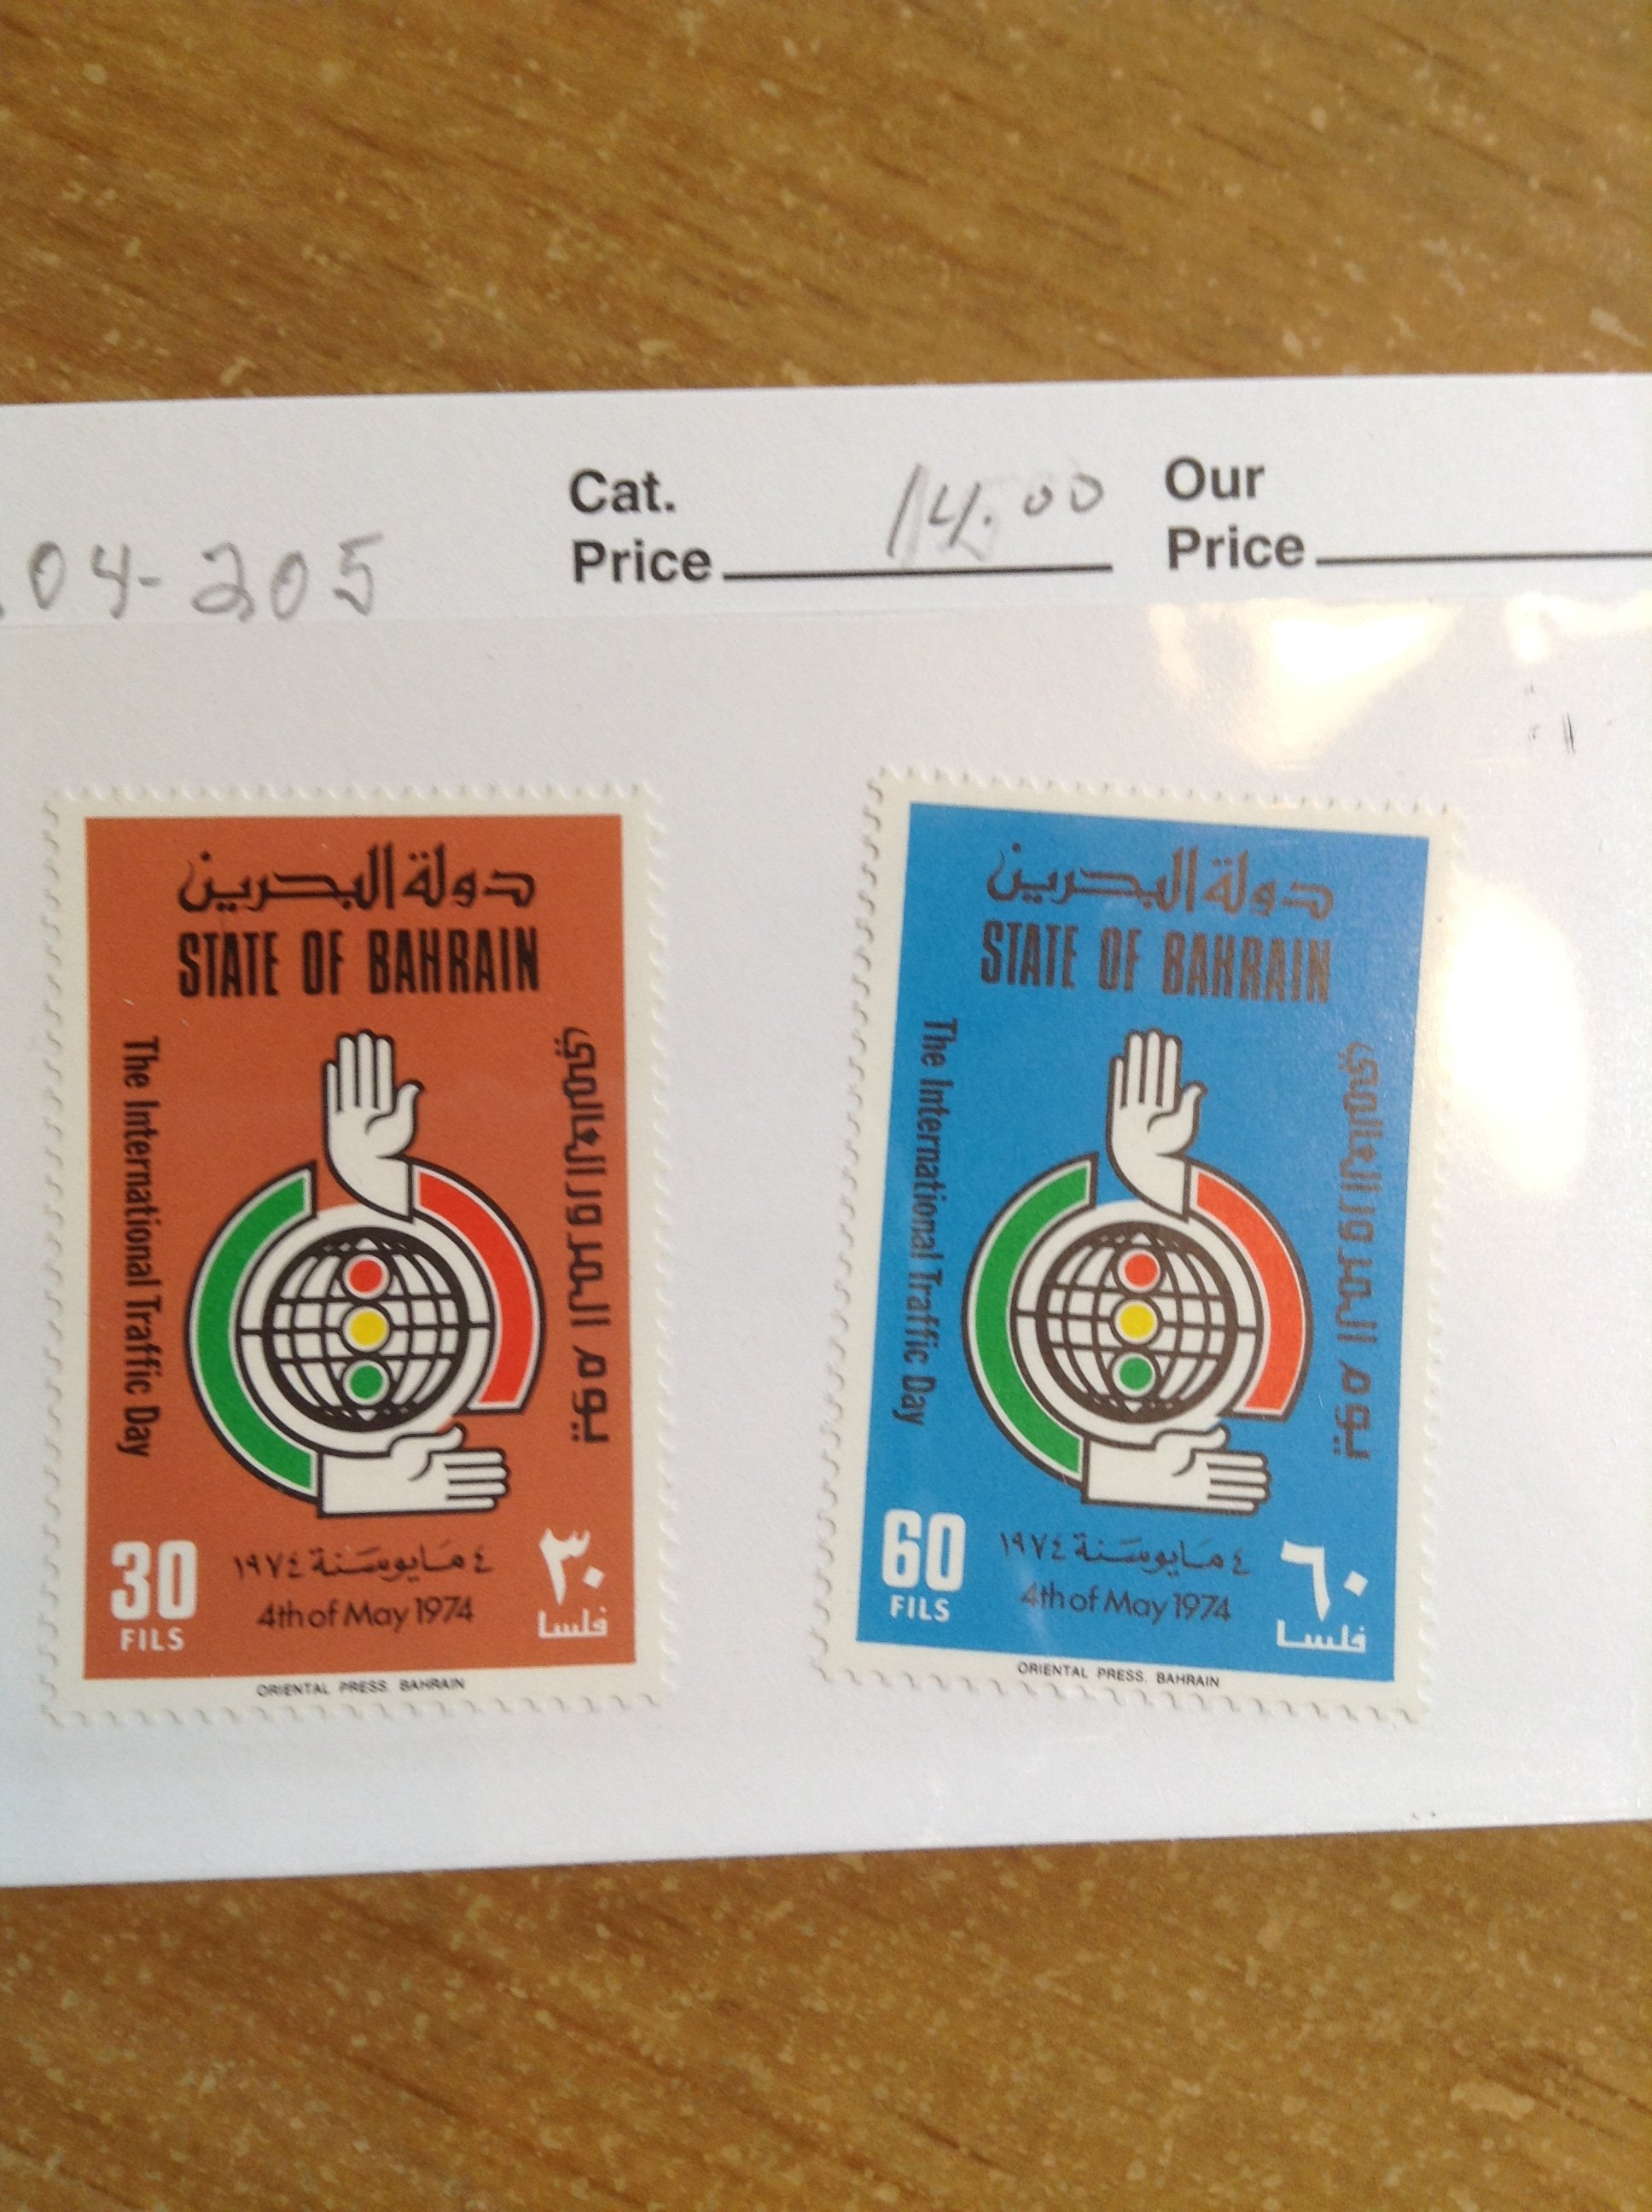 Cat.
Price 14.00
Our
Price
.04-205
دولة البحرين
STATE OF BAHRAIN
The International Traffic Day
يوم المرور العالمي
30
FILS
٤ مايو سنة ١٩٧٤
4th of May 1974
٣٠
فلسا
ORIENTAL PRESS. BAHRAIN
دولة البحرين
STATE OF BAHRAIN
The International Traffic Day
يوم المرور العالمي
60
FILS
٤ مايو سنة ١٩٧٤
4th of May 1974
٦٠
فلسا
ORIENTAL PRESS. BAHRAIN